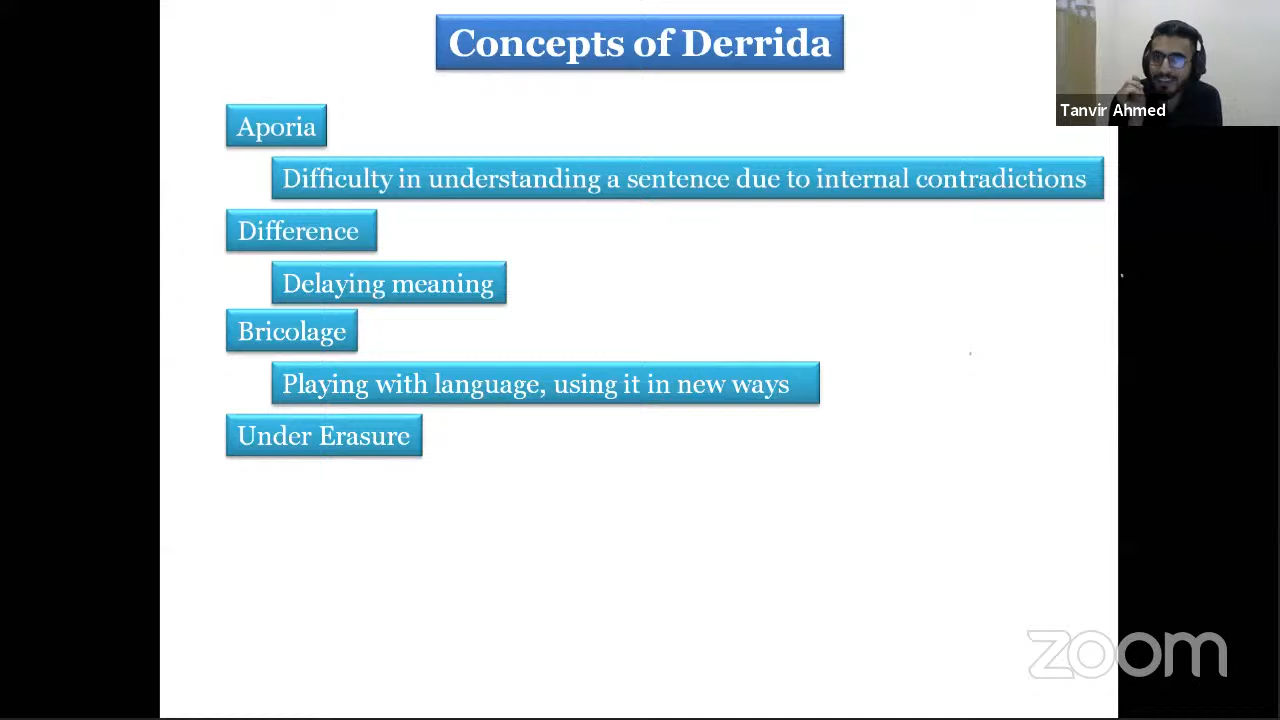 Concepts of Derrida
Tanvir Ahmed
Aporia
Difficulty in understanding a sentence due to internal contradictions
Difference
Delaying meaning
Bricolage
Playing with language, using it in new ways
Under Erasure
zoom